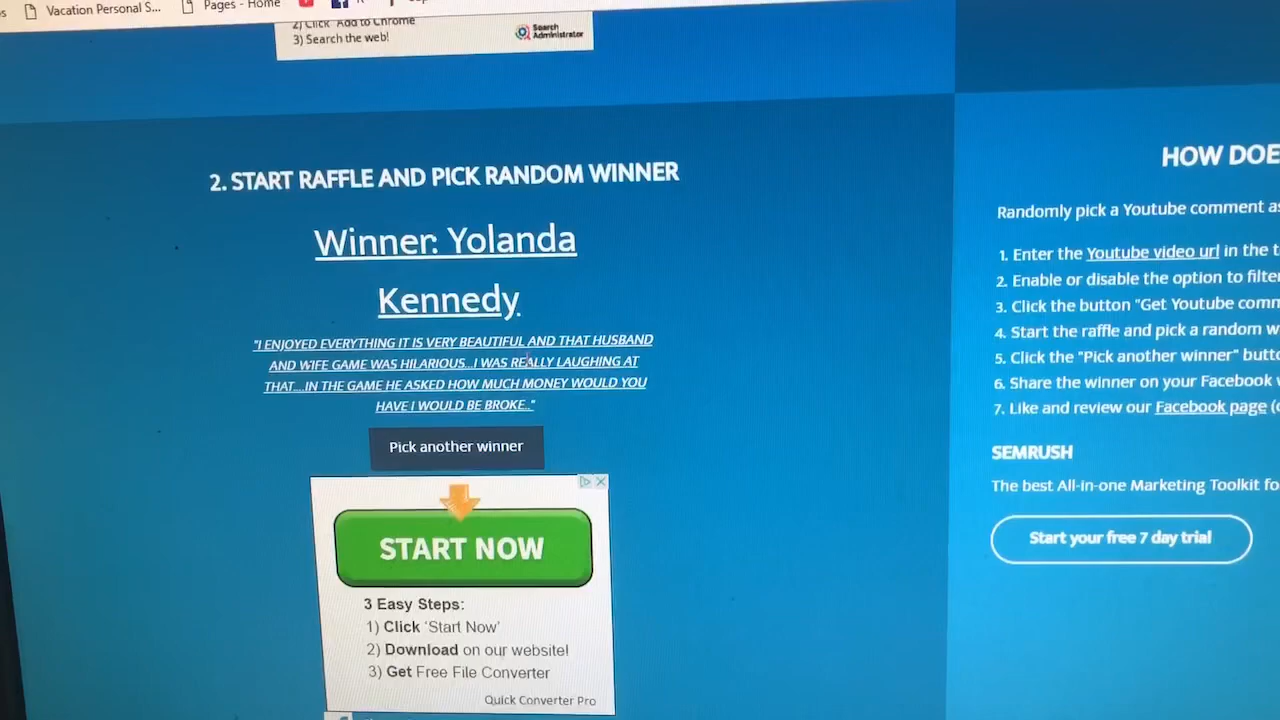 Vacation Personal S...
Pages - Home
2) Click 'Add to Chrome'
3) Search the web!
Search
Administrator
2. START RAFFLE AND PICK RANDOM WINNER
Winner: Yolanda
Kennedy
"I ENJOYED EVERYTHING IT IS VERY BEAUTIFUL AND THAT HUSBAND
AND WIFE GAME WAS HILARIOUS...I WAS REALLY LAUGHING AT
THAT....IN THE GAME HE ASKED HOW MUCH MONEY WOULD YOU
HAVE I WOULD BE BROKE.."
Pick another winner
START NOW
3 Easy Steps:
1) Click 'Start Now'
2) Download on our website!
3) Get Free File Converter
Quick Converter Pro
HOW DOE
Randomly pick a Youtube comment as
1. Enter the Youtube video url in the t
2. Enable or disable the option to filte
3. Click the button "Get Youtube comm
4. Start the raffle and pick a random w
5. Click the "Pick another winner" butto
6. Share the winner on your Facebook
7. Like and review our Facebook page (
SEMRUSH
The best All-in-one Marketing Toolkit fo
Start your free 7 day trial